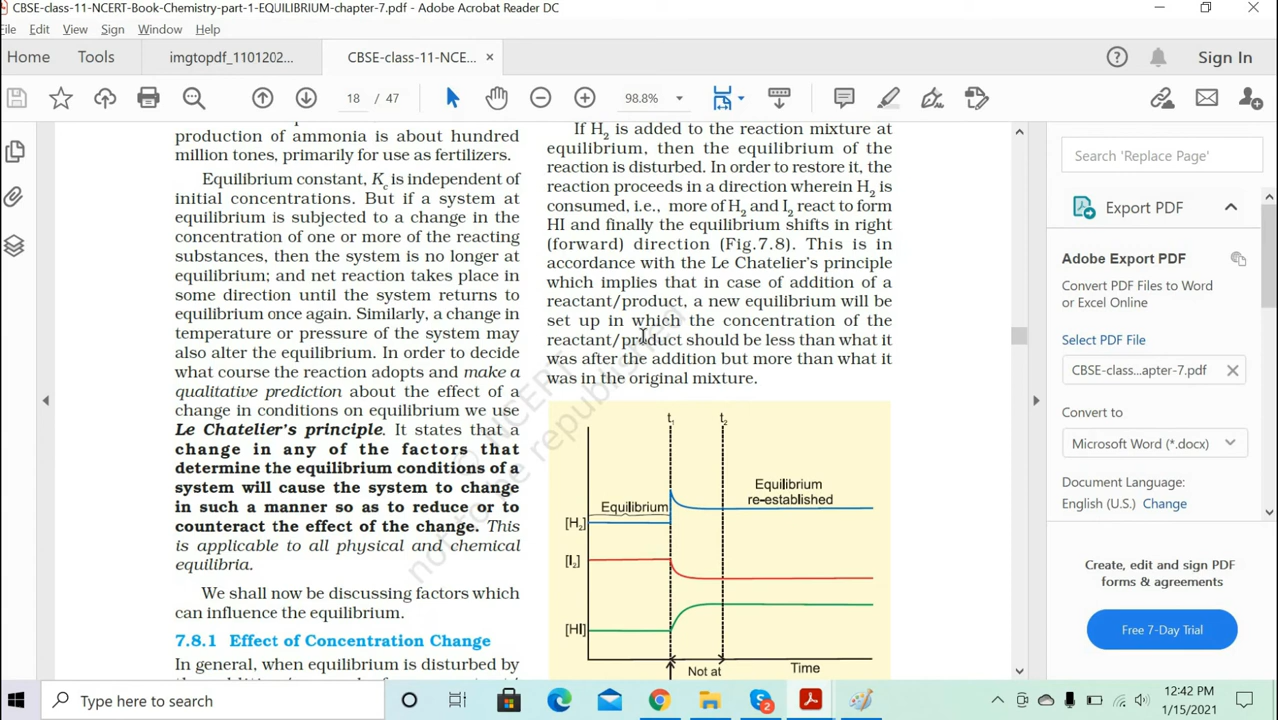 CBSE-class-11-NCERT-Book-Chemistry-part-1-EQUILIBRIUM-chapter-7.pdf - Adobe Acrobat Reader DC
File Edit View Sign Window Help
Home Tools imgtopdf_1101202... CBSE-class-11-NCE... × Sign In
18 / 47 98.8%
production of ammonia is about hundred
million tones, primarily for use as fertilizers.
Equilibrium constant, Kc is independent of
initial concentrations. But if a system at
equilibrium is subjected to a change in the
concentration of one or more of the reacting
substances, then the system is no longer at
equilibrium; and net reaction takes place in
some direction until the system returns to
equilibrium once again. Similarly, a change in
temperature or pressure of the system may
also alter the equilibrium. In order to decide
what course the reaction adopts and make a
qualitative prediction about the effect of a
change in conditions on equilibrium we use
Le Chatelier's principle. It states that a
change in any of the factors that
determine the equilibrium conditions of a
system will cause the system to change
in such a manner so as to reduce or to
counteract the effect of the change. This
is applicable to all physical and chemical
equilibria.
We shall now be discussing factors which
can influence the equilibrium.
7.8.1 Effect of Concentration Change
In general, when equilibrium is disturbed by
If H2 is added to the reaction mixture at
equilibrium, then the equilibrium of the
reaction is disturbed. In order to restore it, the
reaction proceeds in a direction wherein H2 is
consumed, i.e., more of H2 and I2 react to form
HI and finally the equilibrium shifts in right
(forward) direction (Fig.7.8). This is in
accordance with the Le Chatelier's principle
which implies that in case of addition of a
reactant/product, a new equilibrium will be
set up in which the concentration of the
reactant/product should be less than what it
was after the addition but more than what it
was in the original mixture.
t1 t2
Equilibrium
re-established
Equilibrium
[H2]
[I2]
[HI]
Not at
Time
not to be republished
NCERT
Search 'Replace Page'
Export PDF
Adobe Export PDF
Convert PDF Files to Word
or Excel Online
Select PDF File
CBSE-class...apter-7.pdf
Convert to
Microsoft Word (*.docx)
Document Language:
English (U.S.) Change
Create, edit and sign PDF
forms & agreements
Free 7-Day Trial
Type here to search
2
12:42 PM
1/15/2021